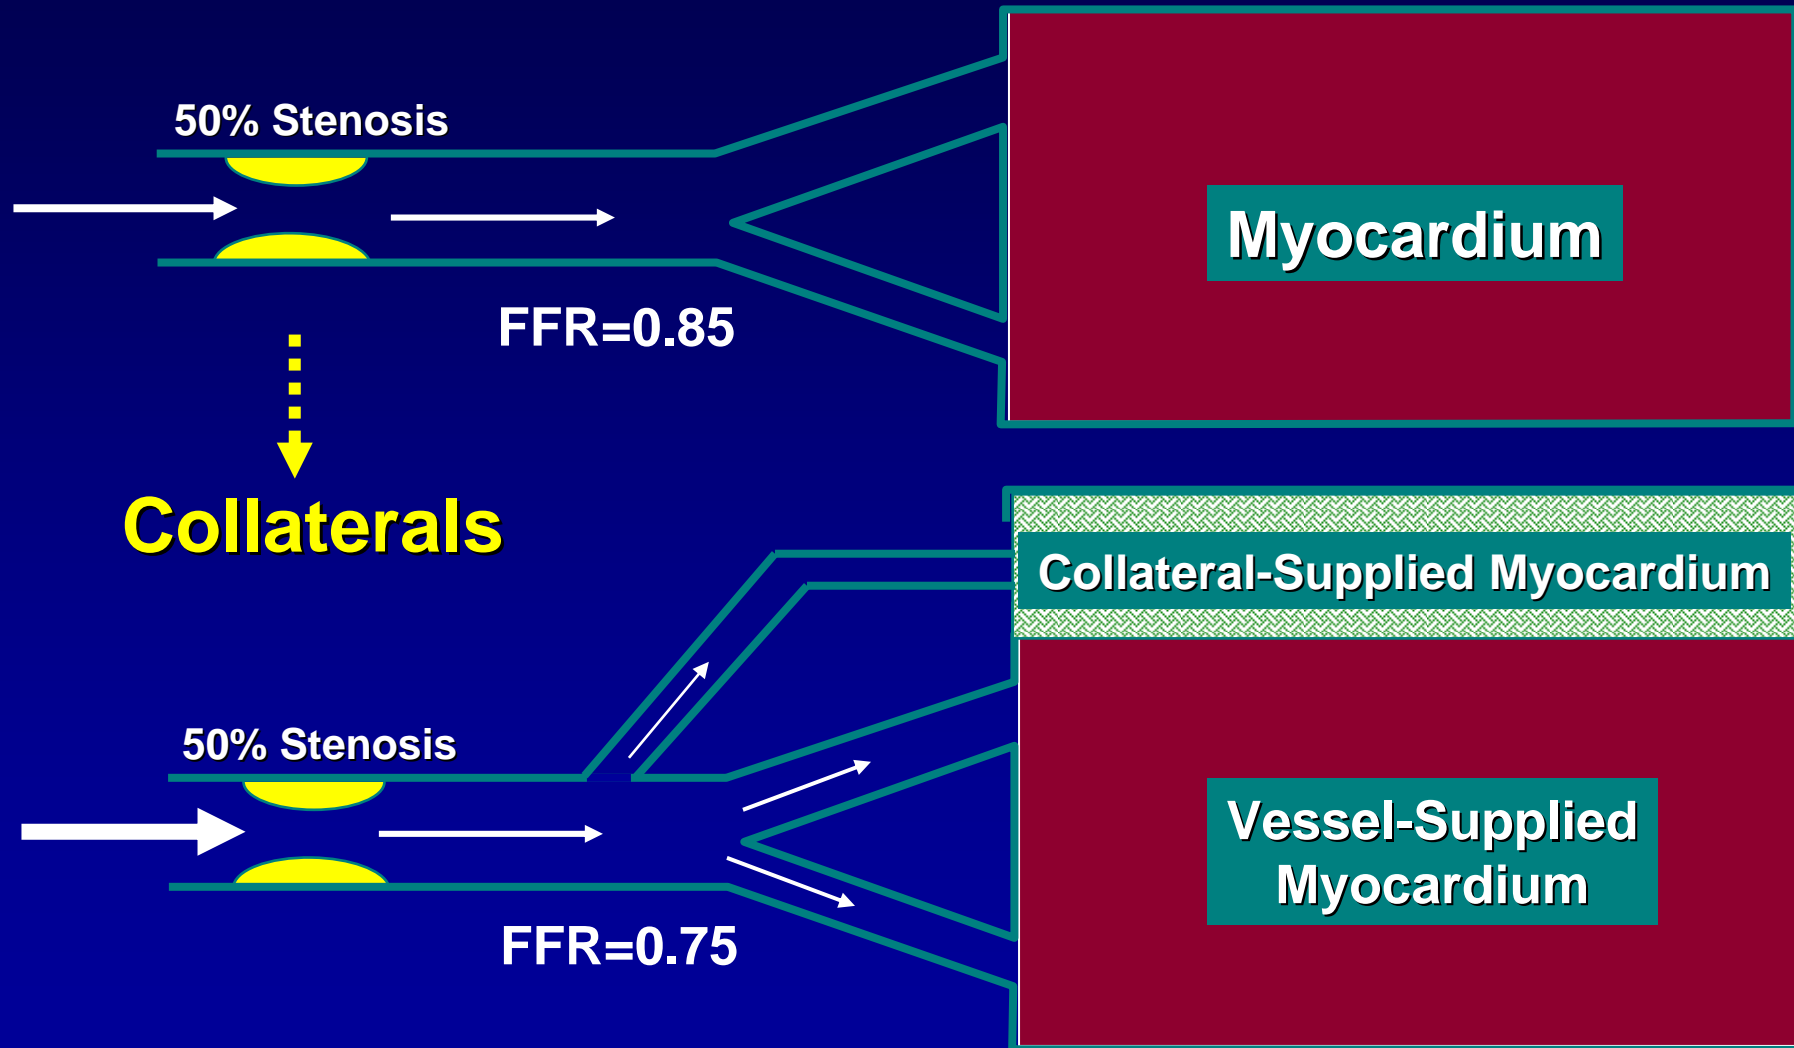 50% Stenosis
Myocardium
FFR=0.85
Collaterals
Collateral-Supplied Myocardium
50% Stenosis
Vessel-Supplied
Myocardium
FFR=0.75